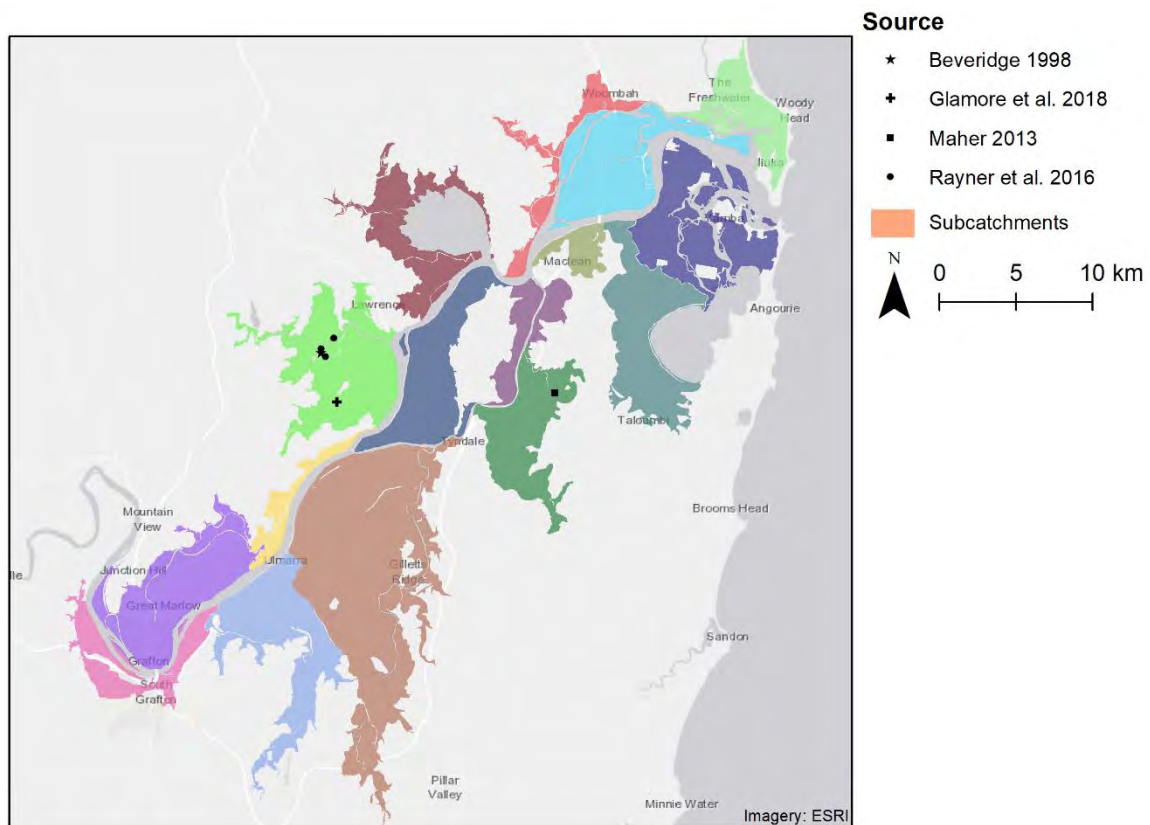 Source
Beveridge 1998
Glamore et al. 2018
Maher 2013
Rayner et al. 2016
Subcatchments
N
0 5 10 km
The
Freshwater
Woody
Head
Woombah
Iluka
Yamba
Maclean
Angourie
Lawrence
Taloumbi
Tyndale
Brooms Head
Mountain
View
Ulmarra
Gilletts
Ridge
Junction Hill
Great Marlow
Sandon
Grafton
South
Grafton
Pillar
Valley
Minnie Water
Imagery: ESRI